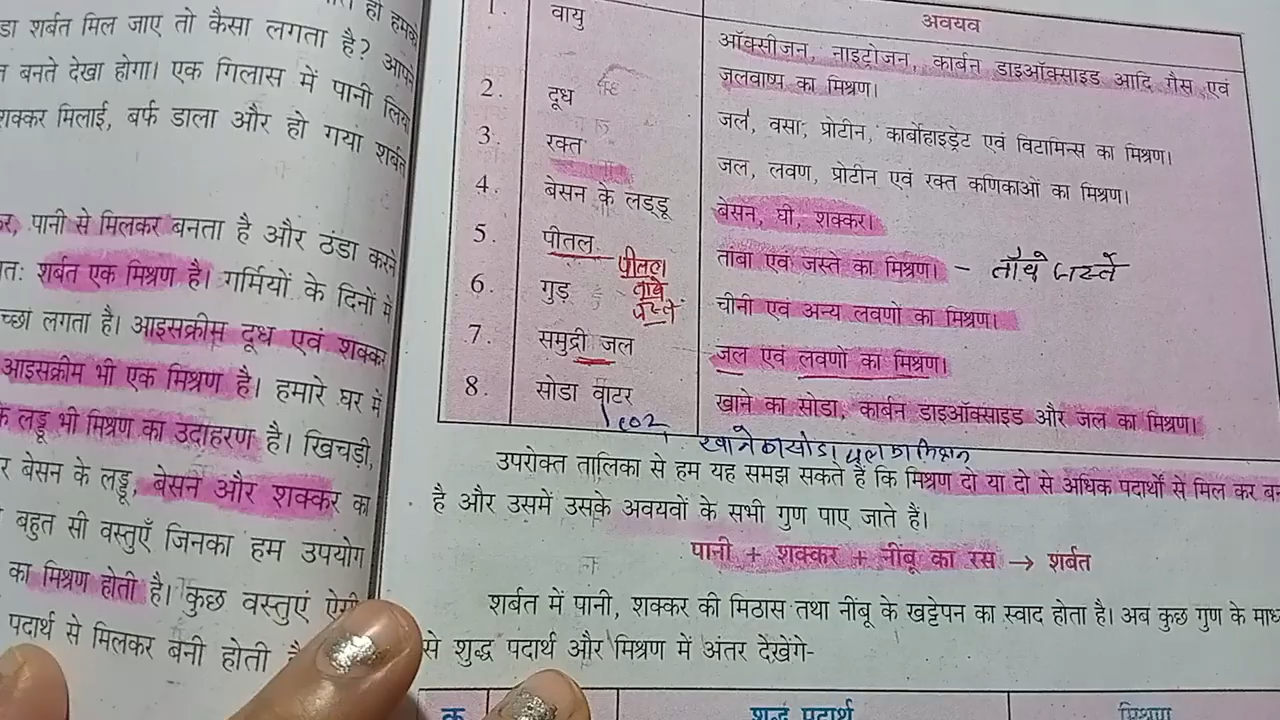 हो हमको
शर्बत मिल जाए तो कैसा लगता है? आपने
बनते देखा होगा। एक गिलास में पानी लिया
शक्कर मिलाई, बर्फ डाला और हो गया शर्बत
पानी से मिलकर बनता है और ठंडा करने
शर्बत एक मिश्रण है। गर्मियों के दिनों में
लगता है। आइसक्रीम दूध एवं शक्कर
आइसक्रीम भी एक मिश्रण है। हमारे घर में
के लड्डू भी मिश्रण का उदाहरण है। खिचड़ी,
बेसन के लड्डू, बेसन और शक्कर का
बहुत सी वस्तुएँ जिनका हम उपयोग
का मिश्रण होती है। कुछ वस्तुएं
पदार्थ से मिलकर बनी होती
अवयव
1. वायु ऑक्सीजन, नाइट्रोजन, कार्बन डाइऑक्साइड आदि गैस एवं
जलवाष्प का मिश्रण।
2. दूध जल, वसा, प्रोटीन, कार्बोहाइड्रेट एवं विटामिन्स का मिश्रण।
3. रक्त जल, लवण, प्रोटीन एवं रक्त कणिकाओं का मिश्रण।
4. बेसन के लड्डू बेसन, घी, शक्कर।
5. पीतल तांबा एवं जस्ते का मिश्रण। – ताँथे जस्ते
पीतल
तांबे
जस्ते
6. गुड़ चीनी एवं अन्य लवणों का मिश्रण।
7. समुद्री जल जल एवं लवणों का मिश्रण।
8. सोडा वाटर खाने का सोडा, कार्बन डाइऑक्साइड और जल का मिश्रण।
co2, खाने का सोडा
उपरोक्त तालिका से हम यह समझ सकते हैं कि मिश्रण दो या दो से अधिक पदार्थों से मिल कर
है और उसमें उसके अवयवों के सभी गुण पाए जाते हैं।
पानी + शक्कर + नींबू का रस → शर्बत
शर्बत में पानी, शक्कर की मिठास तथा नींबू के खट्टेपन का स्वाद होता है। अब कुछ गुण के
से शुद्ध पदार्थ और मिश्रण में अंतर देखेंगे-
शुद्ध पदार्थ मिश्रण